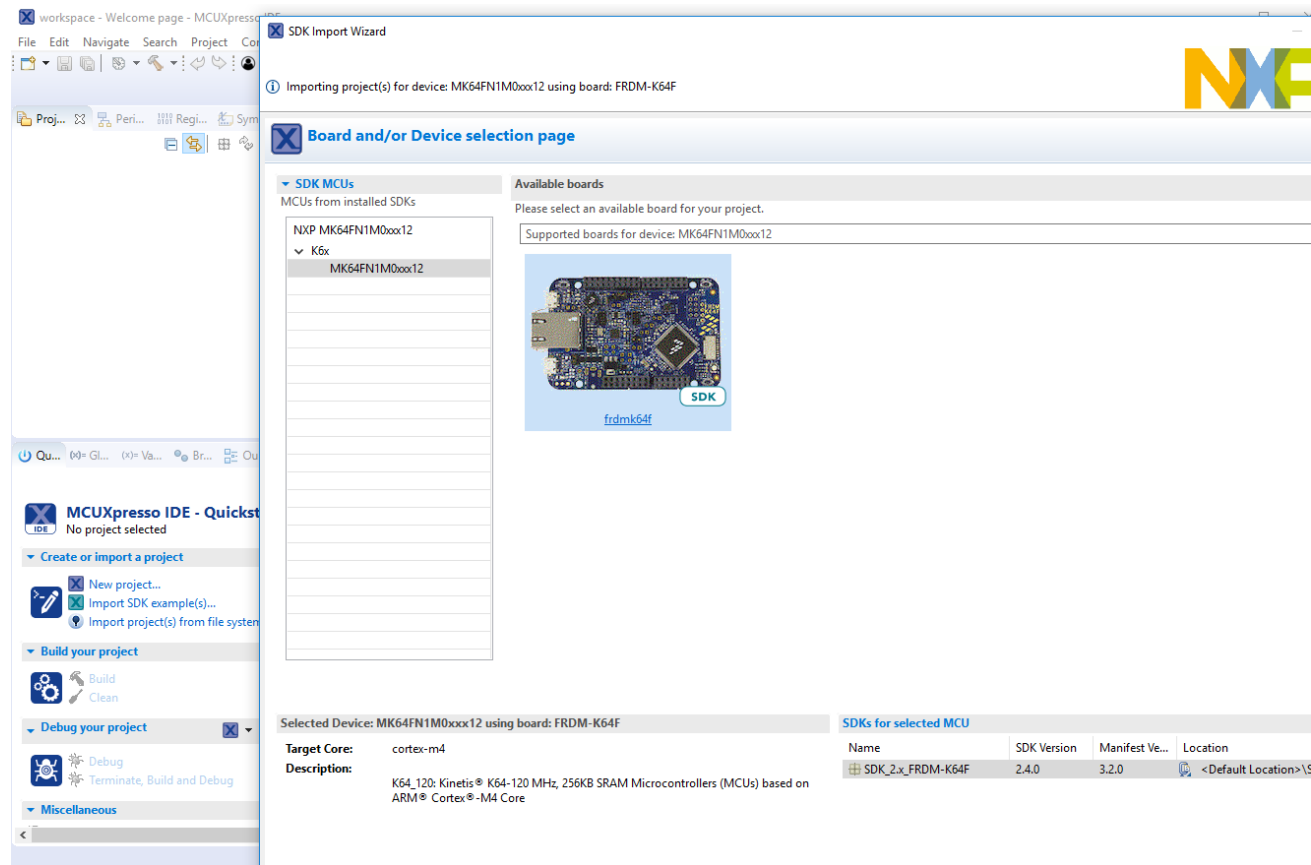 workspace - Welcome page - MCUXpresso
SDK Import Wizard
File Edit Navigate Search Project
Importing project(s) for device: MK64FN1M0xxx12 using board: FRDM-K64F
NXP
Proj... Peri... Regi... Sym
Board and/or Device selection page
SDK MCUs
MCUs from installed SDKs
NXP MK64FN1M0xxx12
K6x
MK64FN1M0xxx12
Available boards
Please select an available board for your project.
Supported boards for device: MK64FN1M0xxx12
SDK
frdmk64f
Qu... (x)= Gl... (x)= Va... Br... Ou
IDE
MCUXpresso IDE - Quickst
No project selected
Create or import a project
New project...
Import SDK example(s)...
Import project(s) from file system
Build your project
Build
Clean
Debug your project
Debug
Terminate, Build and Debug
Miscellaneous
Selected Device: MK64FN1M0xxx12 using board: FRDM-K64F
Target Core: cortex-m4
Description:
K64_120: Kinetis® K64-120 MHz, 256KB SRAM Microcontrollers (MCUs) based on
ARM® Cortex®-M4 Core
SDKs for selected MCU
Name SDK Version Manifest Ve... Location
SDK_2.x_FRDM-K64F 2.4.0 3.2.0 <Default Location>\S